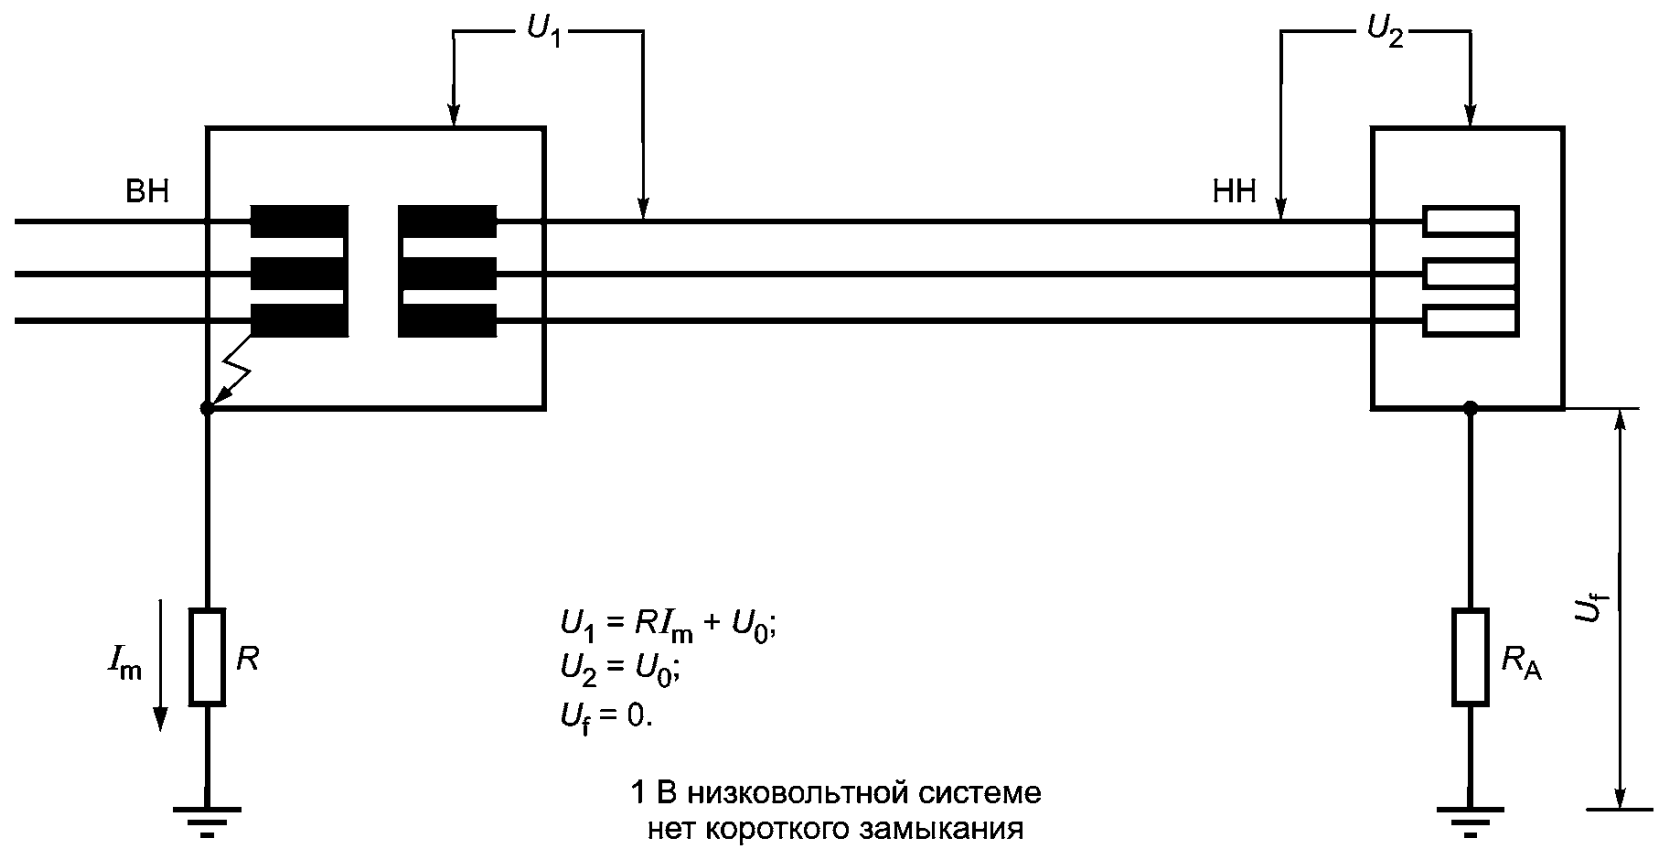 U1
U2
ВН
НН
Im
R
U1 = RIm + U0;
U2 = U0;
Uf = 0.
RA
Uf
1 В низковольтной системе
нет короткого замыкания